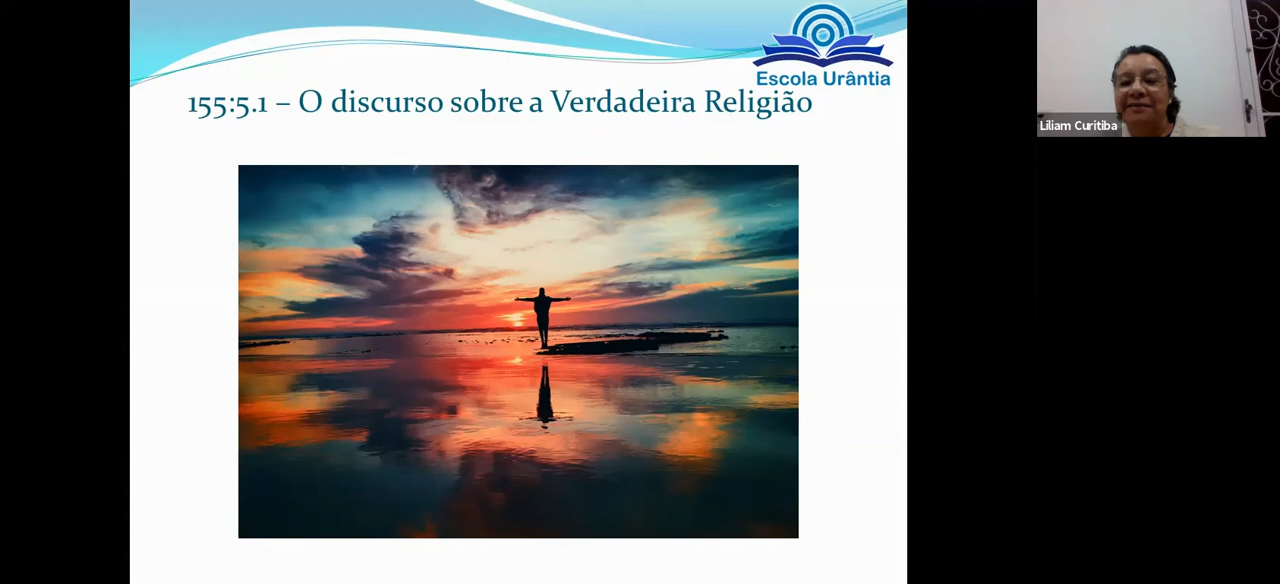 Escola Urântia
155:5.1 – O discurso sobre a Verdadeira Religião
Liliam Curitiba